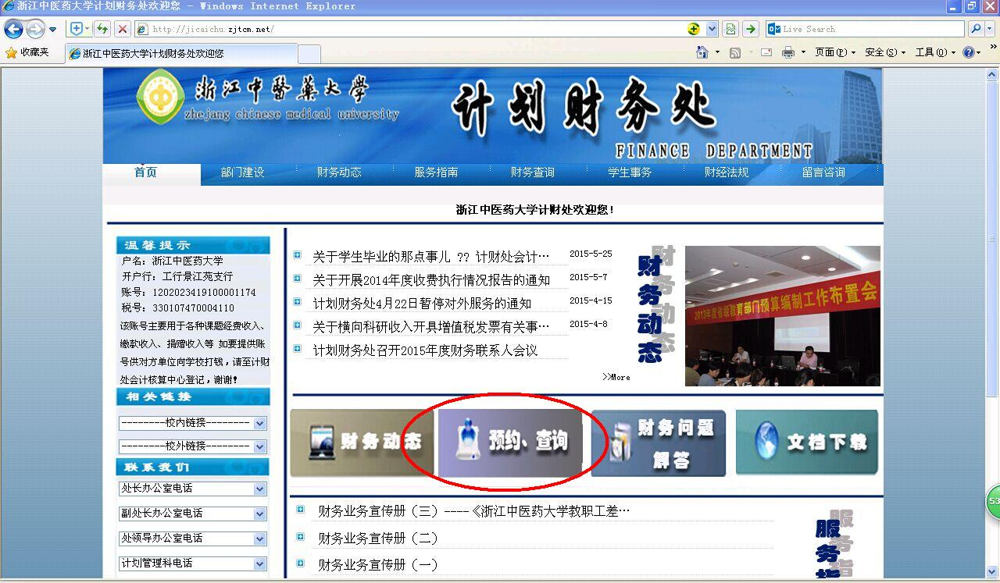 浙江中医药大学计划财务处欢迎您 - Windows Internet Explorer
http://jicaichu.zjtcm.net/
Live Search
收藏夹
浙江中医药大学计划财务处欢迎您
页面(P)
安全(S)
工具(O)
浙江中醫藥大學
zhejang chinese medical university
计划财务处
FINANCE DEPARTMENT
首页 部门建设 财务动态 服务指南 财务查询 学生事务 财经法规 留言咨询
浙江中医药大学计财处欢迎您!
温馨提示
户名：浙江中医药大学
开户行：工行景江苑支行
账号：1202233419100001174
该账号主要用于各种课题经费收入、
缴款收入、捐赠收入等 如要提供账
号供对方单位向学校打钱，请至计财
处会计核算中心登记，谢谢!
相关链接
--------校内链接--------
--------校外链接--------
联系我们
处长办公室电话
副处长办公室电话
处领导办公室电话
计划管理科电话
关于学生毕业的那点事儿 ?? 计财处会计… 2015-5-25
关于开展2014年度收费执行情况报告的通知 2015-5-7
计划财务处4月22日暂停对外服务的通知 2015-4-15
关于横向科研收入开具增值税发票有关事… 2015-4-8
计划财务处召开2015年度财务联系人会议
>>More
财务动态
2013年度省级教育部门预算编制工作布置会
财务动态
预约、查询
财务问题
解答
文档下载
财务业务宣传册（三）----《浙江中医药大学教职工差…
财务业务宣传册（二）
财务业务宣传册（一）
服务指
53